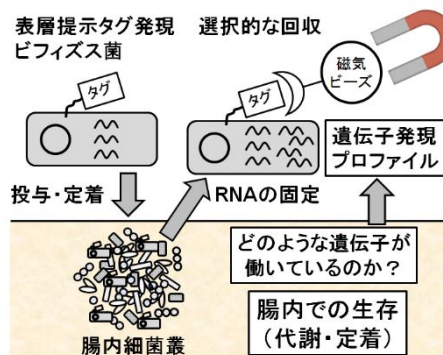 表層提示タグ発現
ビフィズス菌
選択的な回収
タグ
タグ
磁気
ビーズ
遺伝子発現
プロファイル
投与・定着
RNAの固定
どのような遺伝子が
働いているのか？
腸内での生存
（代謝・定着）
腸内細菌叢